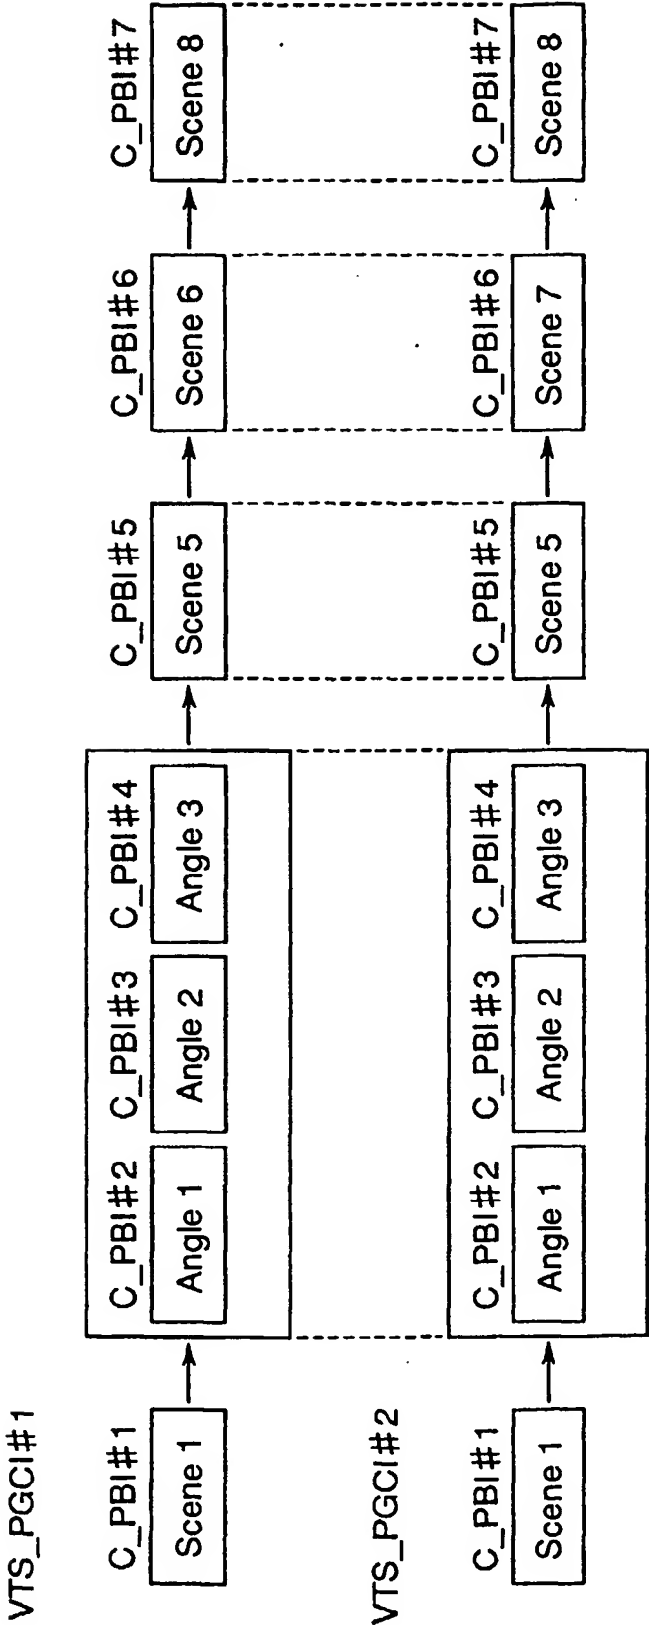 VTS_PGCI#1
C_PBI#1
Scene 1
C_PBI#2
Angle 1
C_PBI#3
Angle 2
C_PBI#4
Angle 3
C_PBI#5
Scene 5
C_PBI#6
Scene 6
C_PBI#7
Scene 8
VTS_PGCI#2
C_PBI#1
Scene 1
C_PBI#2
Angle 1
C_PBI#3
Angle 2
C_PBI#4
Angle 3
C_PBI#5
Scene 5
C_PBI#6
Scene 7
C_PBI#7
Scene 8